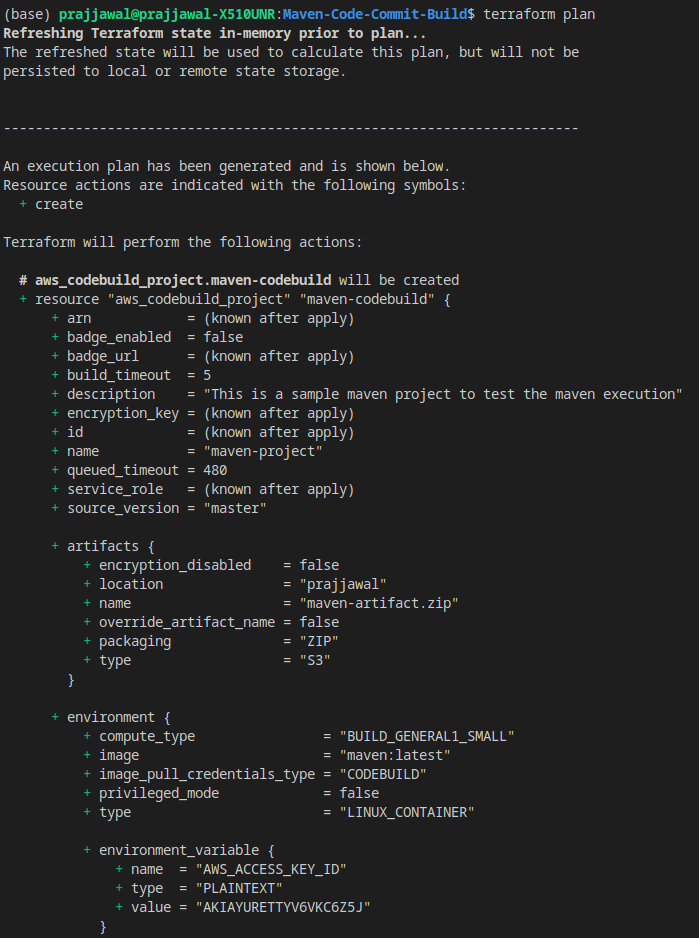 (base) prajjawal@prajjawal-X510UNR:Maven-Code-Commit-Build$ terraform plan
Refreshing Terraform state in-memory prior to plan...
The refreshed state will be used to calculate this plan, but will not be
persisted to local or remote state storage.
------------------------------------------------------------------------
An execution plan has been generated and is shown below.
Resource actions are indicated with the following symbols:
  + create
Terraform will perform the following actions:
  # aws_codebuild_project.maven-codebuild will be created
  + resource "aws_codebuild_project" "maven-codebuild" {
      + arn            = (known after apply)
      + badge_enabled  = false
      + badge_url      = (known after apply)
      + build_timeout  = 5
      + description    = "This is a sample maven project to test the maven execution"
      + encryption_key = (known after apply)
      + id             = (known after apply)
      + name           = "maven-project"
      + queued_timeout = 480
      + service_role   = (known after apply)
      + source_version = "master"
      + artifacts {
          + encryption_disabled    = false
          + location               = "prajjawal"
          + name                   = "maven-artifact.zip"
          + override_artifact_name = false
          + packaging              = "ZIP"
          + type                   = "S3"
        }
      + environment {
          + compute_type                = "BUILD_GENERAL1_SMALL"
          + image                       = "maven:latest"
          + image_pull_credentials_type = "CODEBUILD"
          + privileged_mode             = false
          + type                        = "LINUX_CONTAINER"
          + environment_variable {
              + name  = "AWS_ACCESS_KEY_ID"
              + type  = "PLAINTEXT"
              + value = "AKIAYURETTYV6VKC6Z5J"
            }